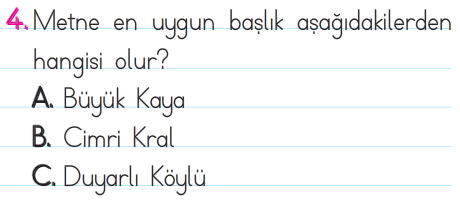 4. Metne en uygun başlık aşağıdakilerden
hangisi olur?
A. Büyük Kaya
B. Cimri Kral
C. Duyarlı Köylü